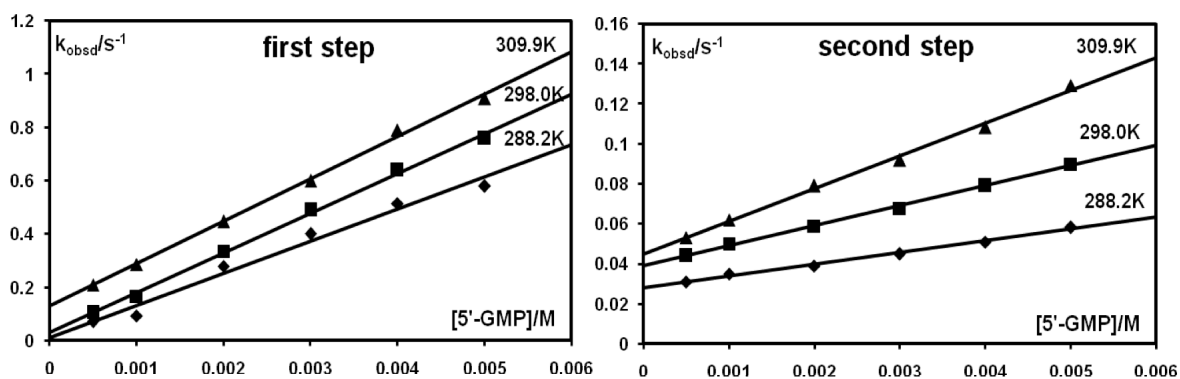 1.2
k_obsd/s⁻¹
first step
309.9K
1
298.0K
0.8
288.2K
0.6
0.4
0.2
[5'-GMP]/M
0
0 0.001 0.002 0.003 0.004 0.005 0.006
0.16
k_obsd/s⁻¹
second step
309.9K
0.14
0.12
298.0K
0.1
0.08
288.2K
0.06
0.04
0.02
[5'-GMP]/M
0
0 0.001 0.002 0.003 0.004 0.005 0.006